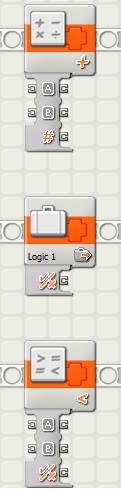 + -
× ÷
+
A
B
#
Logic 1
√/×
> =
= <
<
A
B
√/×